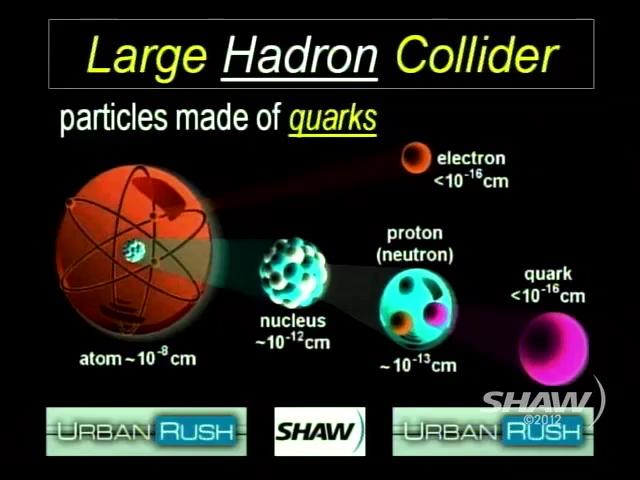 Large Hadron Collider
particles made of quarks
electron
<10⁻¹⁶cm
proton
(neutron)
quark
<10⁻¹⁶cm
nucleus
~10⁻¹²cm
atom ~ 10⁻⁸cm
~ 10⁻¹³cm
SHAW)
©2012
URBAN RUSH
SHAW)
URBAN RUSH